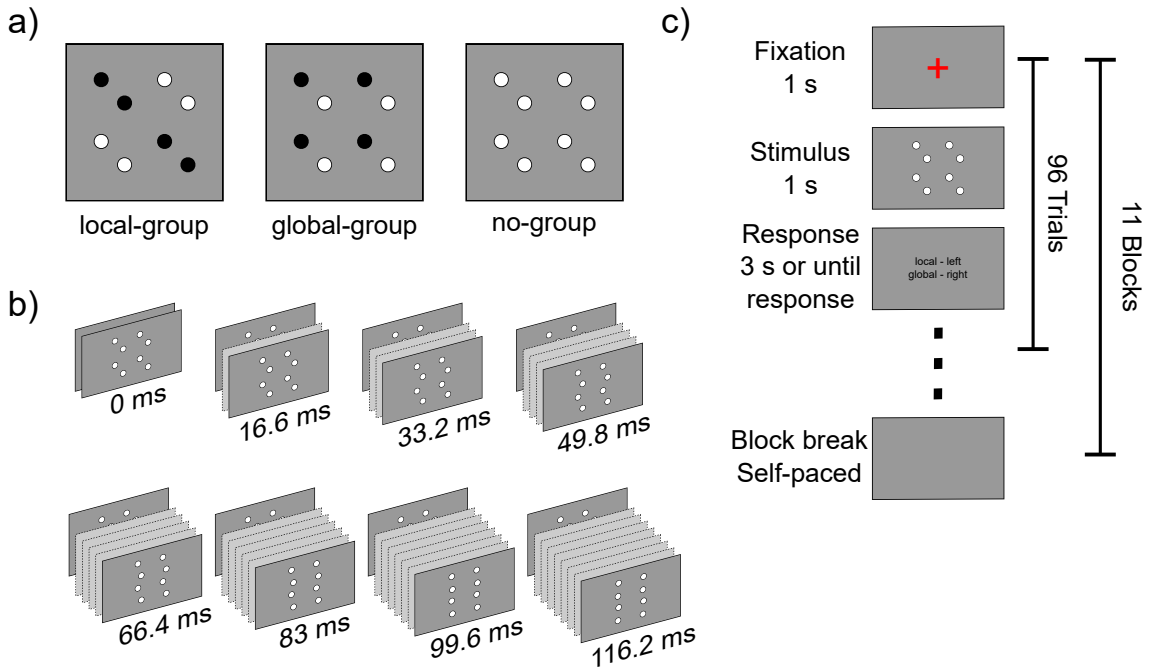 a)
local-group
global-group
no-group
b)
0 ms
16.6 ms
33.2 ms
49.8 ms
66.4 ms
83 ms
99.6 ms
116.2 ms
c)
Fixation
1 s
Stimulus
1 s
Response
3 s or until
response
local - left
global - right
Block break
Self-paced
96 Trials
11 Blocks